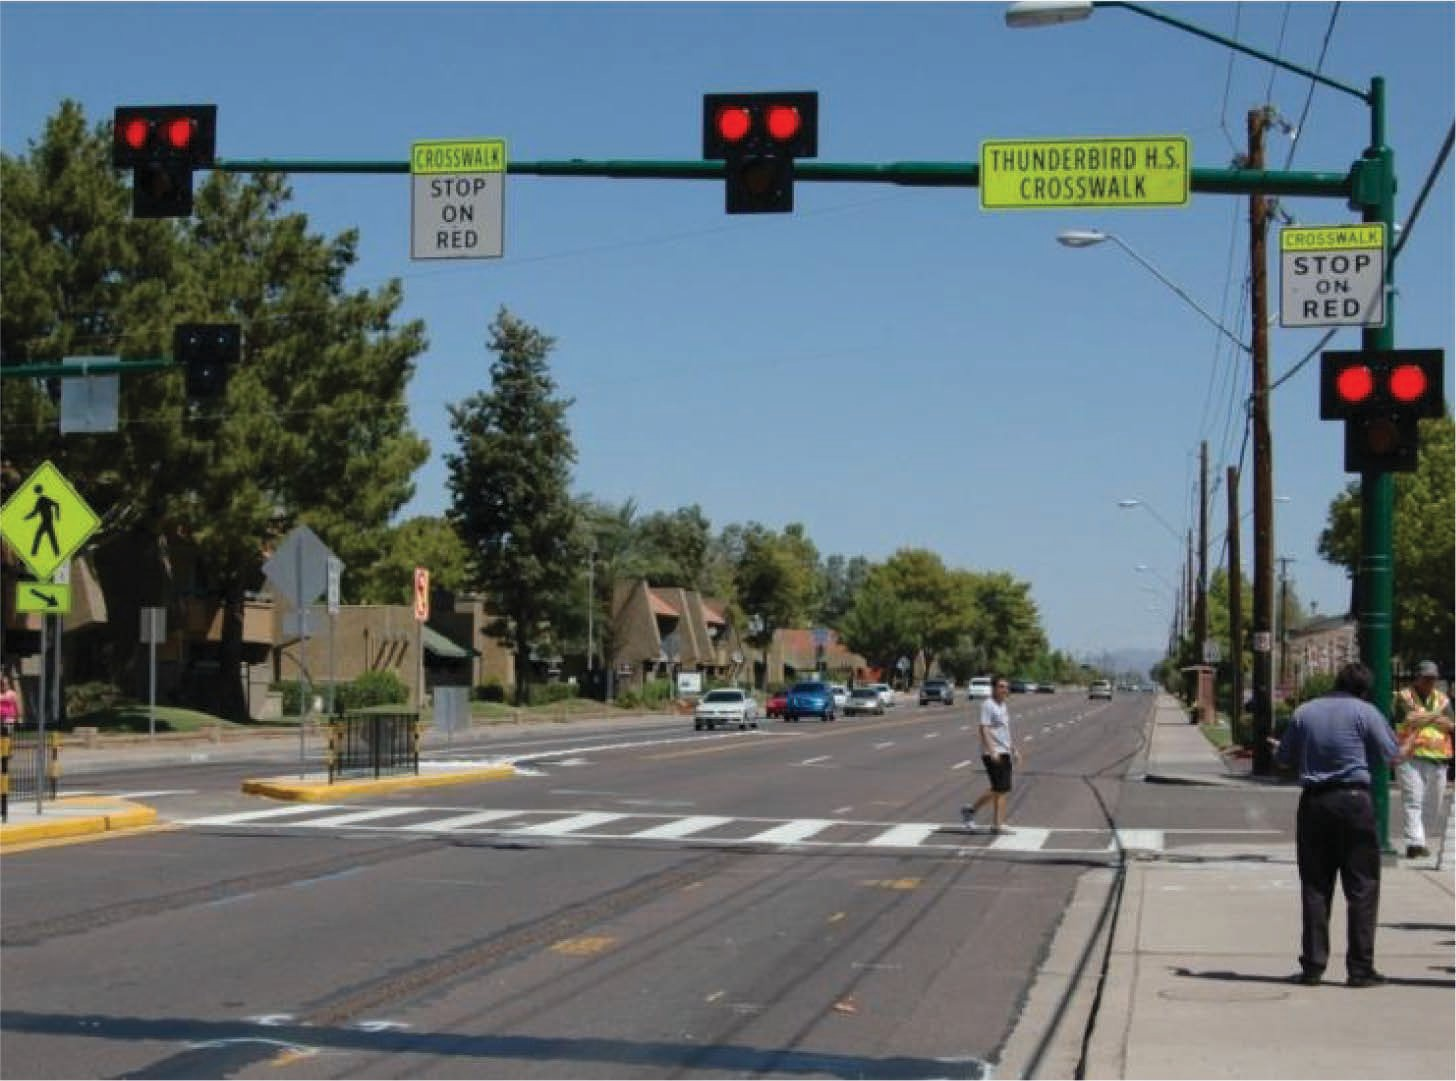 CROSSWALK
STOP
ON
RED
THUNDERBIRD H.S.
CROSSWALK
CROSSWALK
STOP
ON
RED